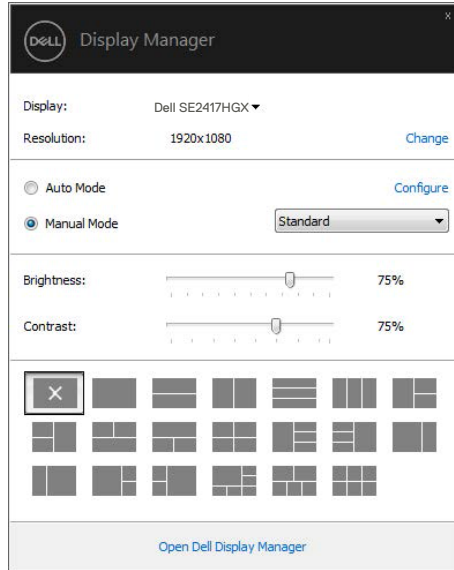 x
DELL Display Manager
Display: Dell SE2417HGX
Resolution: 1920x1080 Change
Auto Mode Configure
Manual Mode Standard
Brightness: 75%
Contrast: 75%
Open Dell Display Manager